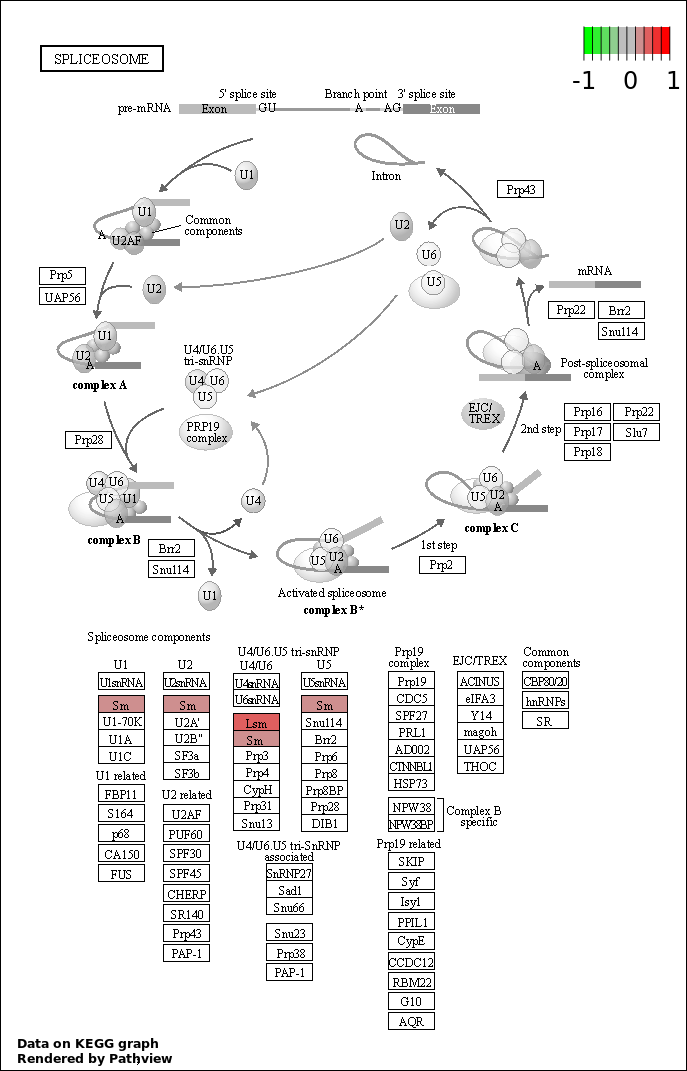 SPLICEOSOME
-1 0 1
5' splice site
Branch point
3' splice site
pre-mRNA
Exon
GU
A
AG
Exon
U1
Intron
Prp43
U1
A
U2AF
Common
components
U2
U6
U5
mRNA
Prp5
UAP56
U2
Prp22
Brr2
Snu114
U1
U2
A
complex A
U4/U6.U5
tri-snRNP
U4
U6
U5
PRP19
complex
A
Post-spliceosomal
complex
EJC/
TREX
2nd step
Prp16
Prp22
Prp17
Slu7
Prp18
Prp28
U4
U6
U5
U1
A
complex B
U4
U6
U5
U2
A
complex C
Brr2
Snu114
U1
U6
U5
U2
A
1st step
Prp2
Activated spliceosome
complex B*
Spliceosome components
U1
U1snRNA
Sm
U1-70K
U1A
U1C
U1 related
FBP11
S164
p68
CA150
FUS
U2
U2snRNA
Sm
U2A'
U2B"
SF3a
SF3b
U2 related
U2AF
PUF60
SPF30
SPF45
CHERP
SR140
Prp43
PAP-1
U4/U6.U5 tri-snRNP
U4/U6
U4snRNA
U6snRNA
Lsm
Sm
Prp3
Prp4
CypH
Prp31
Snu13
U5
U5snRNA
Sm
Snu114
Brr2
Prp6
Prp8
Prp8BP
Prp28
DIB1
U4/U6.U5 tri-SnRNP
associated
SnRNP27
Sad1
Snu66
Snu23
Prp38
PAP-1
Prp19
complex
Prp19
CDC5
SPF27
PRL1
AD002
CTNNBL1
HSP73
NPW38
NPW38BP
Complex B
specific
Prp19 related
SKIP
Syf
Isy1
PPIL1
CypE
CCDC12
RBM22
G10
AQR
EJC/TREX
ACINUS
eIFA3
Y14
magoh
UAP56
THOC
Common
components
CBP80/20
hnRNPs
SR
Data on KEGG graph
Rendered by Pathview